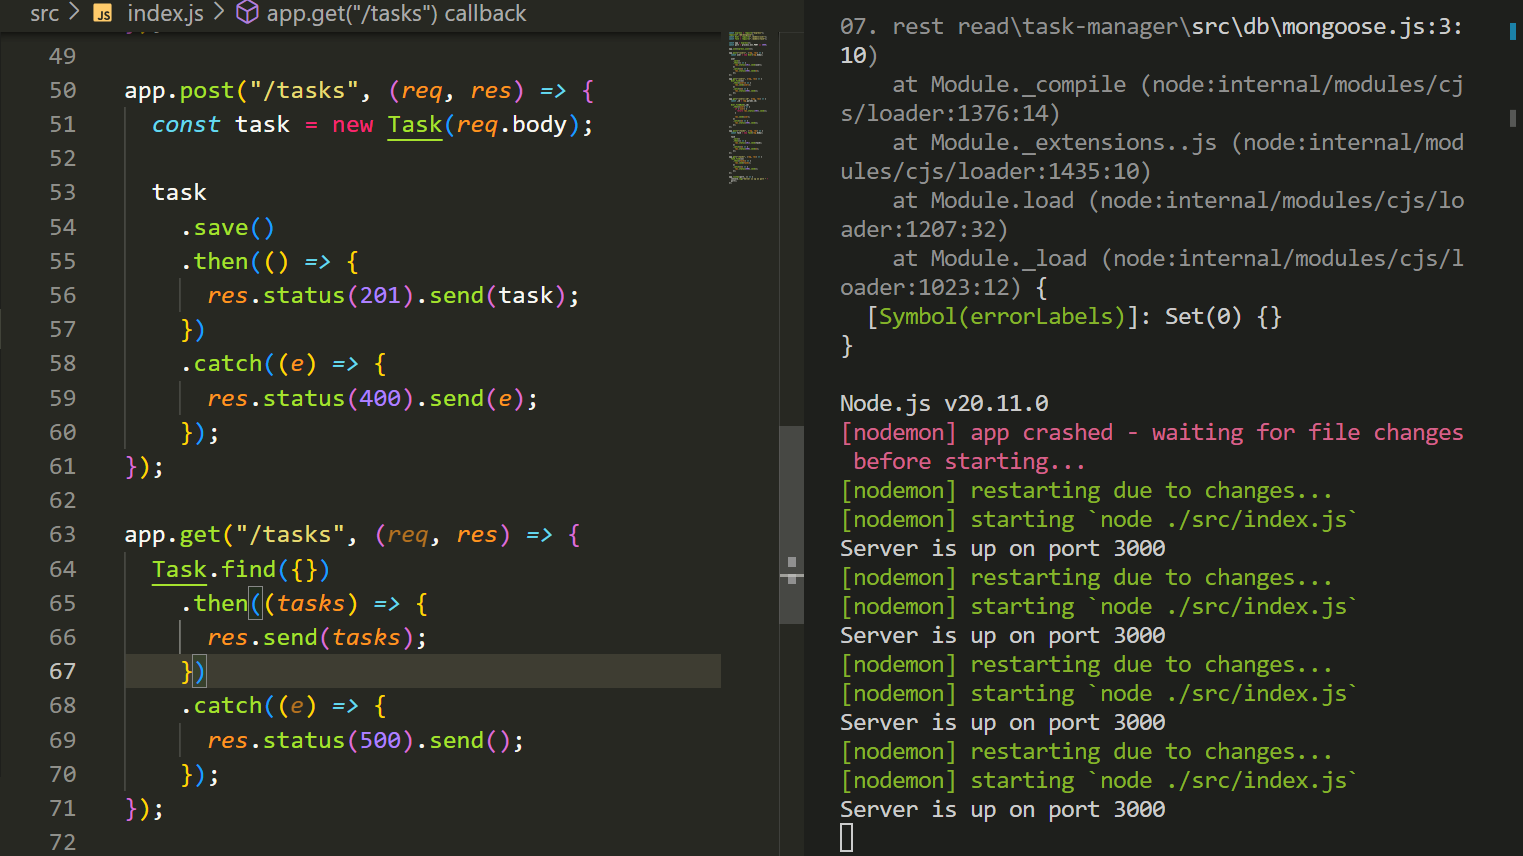 src > JS index.js > app.get("/tasks") callback
49
50 app.post("/tasks", (req, res) => {
51 const task = new Task(req.body);
52
53 task
54 .save()
55 .then(() => {
56 res.status(201).send(task);
57 })
58 .catch((e) => {
59 res.status(400).send(e);
60 });
61 });
62
63 app.get("/tasks", (req, res) => {
64 Task.find({})
65 .then((tasks) => {
66 res.send(tasks);
67 })
68 .catch((e) => {
69 res.status(500).send();
70 });
71 });
72
07. rest read\task-manager\src\db\mongoose.js:3:
10)
at Module._compile (node:internal/modules/cj
s/loader:1376:14)
at Module._extensions..js (node:internal/mod
ules/cjs/loader:1435:10)
at Module.load (node:internal/modules/cjs/lo
ader:1207:32)
at Module._load (node:internal/modules/cjs/l
oader:1023:12) {
[Symbol(errorLabels)]: Set(0) {}
}
Node.js v20.11.0
[nodemon] app crashed - waiting for file changes
before starting...
[nodemon] restarting due to changes...
[nodemon] starting `node ./src/index.js`
Server is up on port 3000
[nodemon] restarting due to changes...
[nodemon] starting `node ./src/index.js`
Server is up on port 3000
[nodemon] restarting due to changes...
[nodemon] starting `node ./src/index.js`
Server is up on port 3000
[nodemon] restarting due to changes...
[nodemon] starting `node ./src/index.js`
Server is up on port 3000